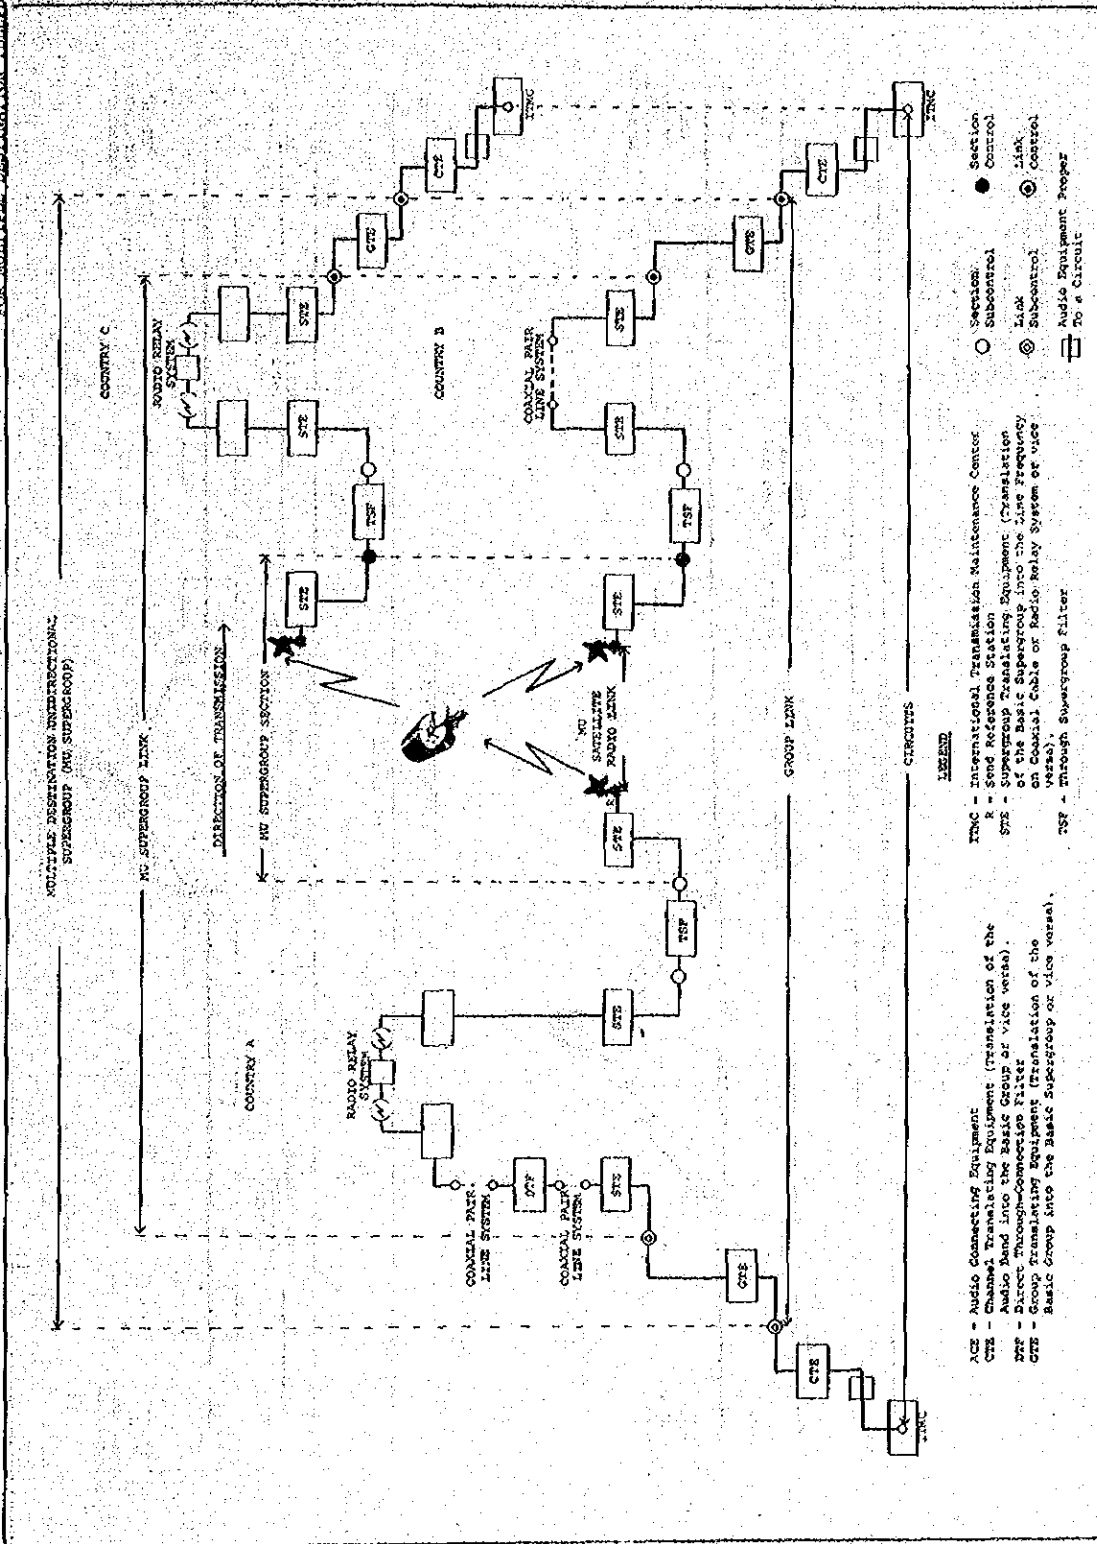 MULTIPLE DESTINATION UNIDIRECTIONAL
SUPERGROUP (MU SUPERGROUP)
MU SUPERGROUP LINK
DIRECTION OF TRANSMISSION
MU SUPERGROUP SECTION
COUNTRY A
COUNTRY C
COUNTRY B
RADIO RELAY
SYSTEM
RADIO RELAY
SYSTEM
COAXIAL PAIR
LINE SYSTEM
DTF
COAXIAL PAIR
LINE SYSTEM
STE
STE
TSF
STE
R
MU
SATELLITE
RADIO LINK
STE
TSF
STE
COAXIAL PAIR
LINE SYSTEM
STE
GTE
CTE
ITMC
STE
TSF
STE
STE
GTE
CTE
ITMC
GTE
CTE
ITMC
GROUP LINK
CIRCUITS
LEGEND
ACE - Audio Connecting Equipment
CTE - Channel Translating Equipment (Translation of the
Audio Band into the Basic Group or vice versa).
DTF - Direct Through-Connection Filter
GTE - Group Translating Equipment (Translation of the
Basic Group into the Basic Supergroup or vice versa).
ITMC - International Transmission Maintenance Center
R - Send Reference Station
STE - Supergroup Translating Equipment (Translation
of the Basic Supergroup into the Line Frequency
on Coaxial Cable or Radio Relay System or vice
versa).
TSF - Through Supergroup Filter
Section
Subcontrol
Section
Control
Link
Subcontrol
Link
Control
Audio Equipment Proper
To a Circuit